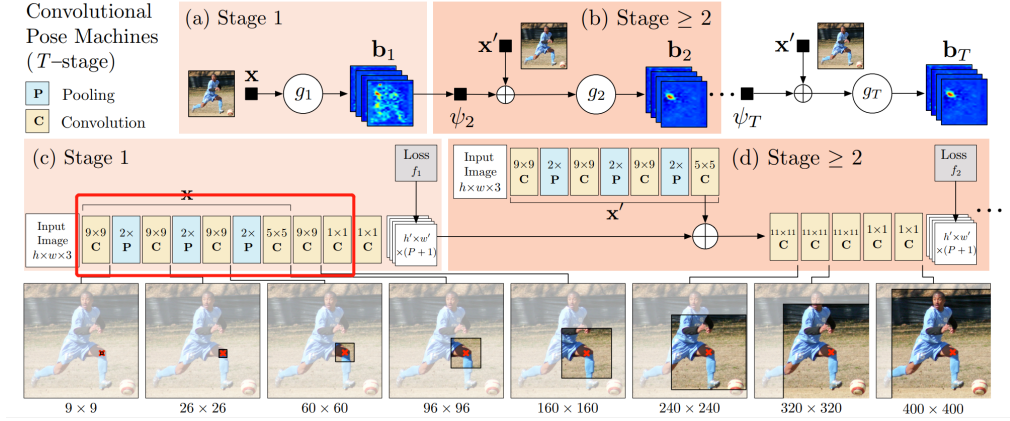 Convolutional
Pose Machines
(T–stage)
P Pooling
C Convolution
(a) Stage 1
x
g1
b1
(b) Stage ≥ 2
x′
ψ2
g2
b2
x′
ψT
gT
bT
(c) Stage 1
x
Input
Image
h×w×3
9×9
C
2×
P
9×9
C
2×
P
9×9
C
2×
P
5×5
C
9×9
C
1×1
C
1×1
C
Loss
f1
h′×w′
×(P+1)
(d) Stage ≥ 2
Input
Image
h×w×3
9×9
C
2×
P
9×9
C
2×
P
9×9
C
2×
P
5×5
C
x′
11×11
C
11×11
C
11×11
C
1×1
C
1×1
C
Loss
f2
h′×w′
×(P+1)
9 × 9
26 × 26
60 × 60
96 × 96
160 × 160
240 × 240
320 × 320
400 × 400